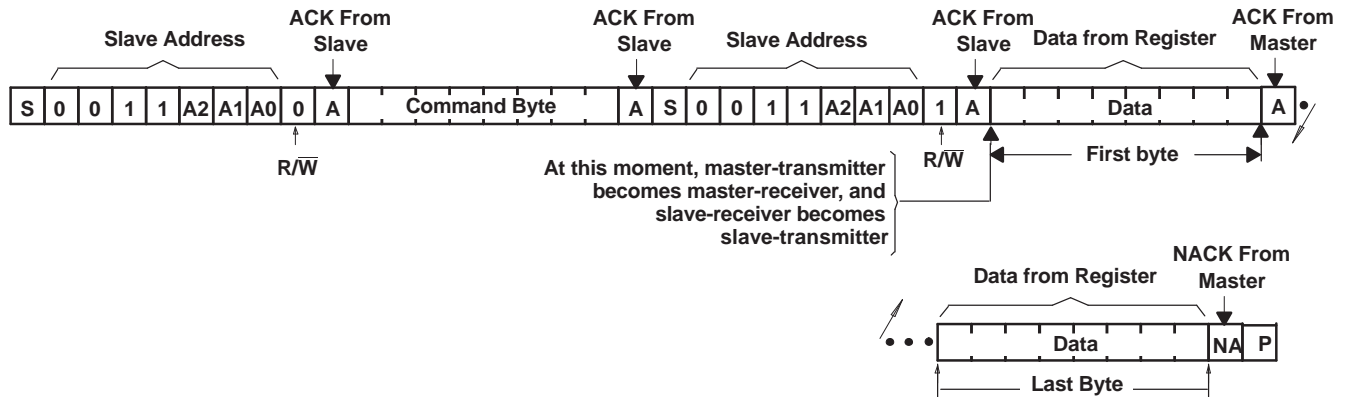 Slave Address
ACK From
Slave
ACK From
Slave
Slave Address
ACK From
Slave
Data from Register
ACK From
Master
S 0 0 1 1 A2 A1 A0 0 A Command Byte A S 0 0 1 1 A2 A1 A0 1 A Data A
R/W̅
R/W̅
First byte
At this moment, master-transmitter
becomes master-receiver, and
slave-receiver becomes
slave-transmitter
Data from Register
NACK From
Master
Data NA P
Last Byte